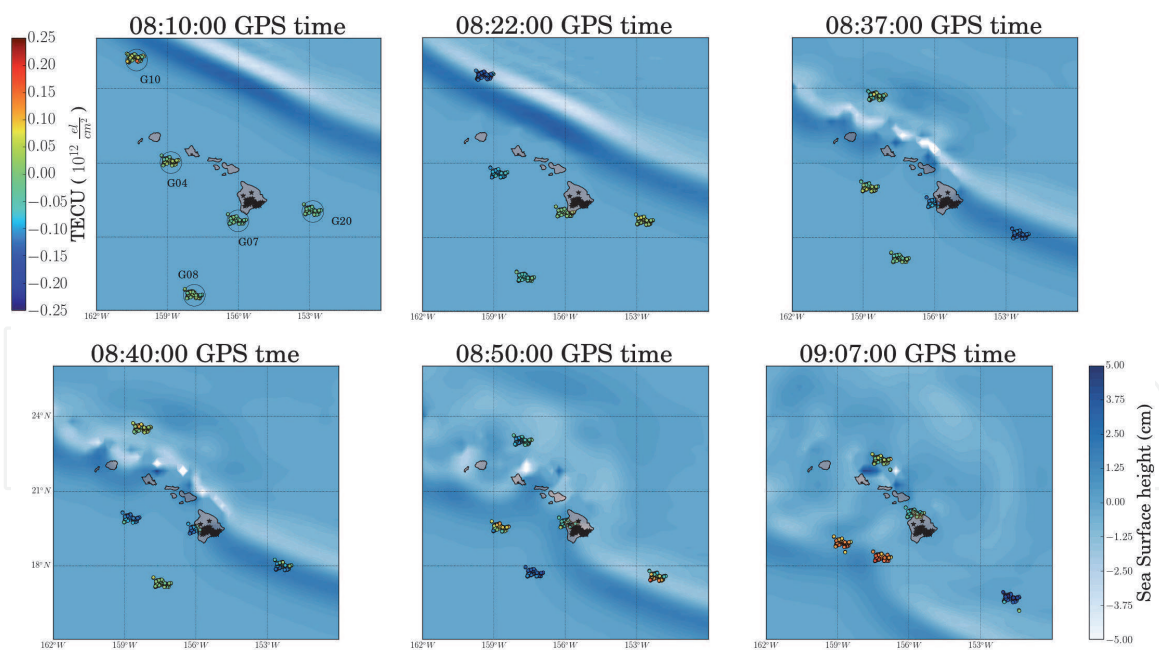 08:10:00 GPS time
08:22:00 GPS time
08:37:00 GPS time
0.25
0.20
0.15
0.10
0.05
0.00
−0.05
−0.10
−0.15
−0.20
−0.25
TECU ( 10¹² el/cm² )
G10
G04
G20
G07
G08
162°W 159°W 156°W 153°W
162°W 159°W 156°W 153°W
162°W 159°W 156°W 153°W
08:40:00 GPS tme
08:50:00 GPS time
09:07:00 GPS time
24°N
21°N
18°N
162°W 159°W 156°W 153°W
162°W 159°W 156°W 153°W
162°W 159°W 156°W 153°W
5.00
3.75
2.50
1.25
0.00
−1.25
−2.50
−3.75
−5.00
Sea Surface height (cm)